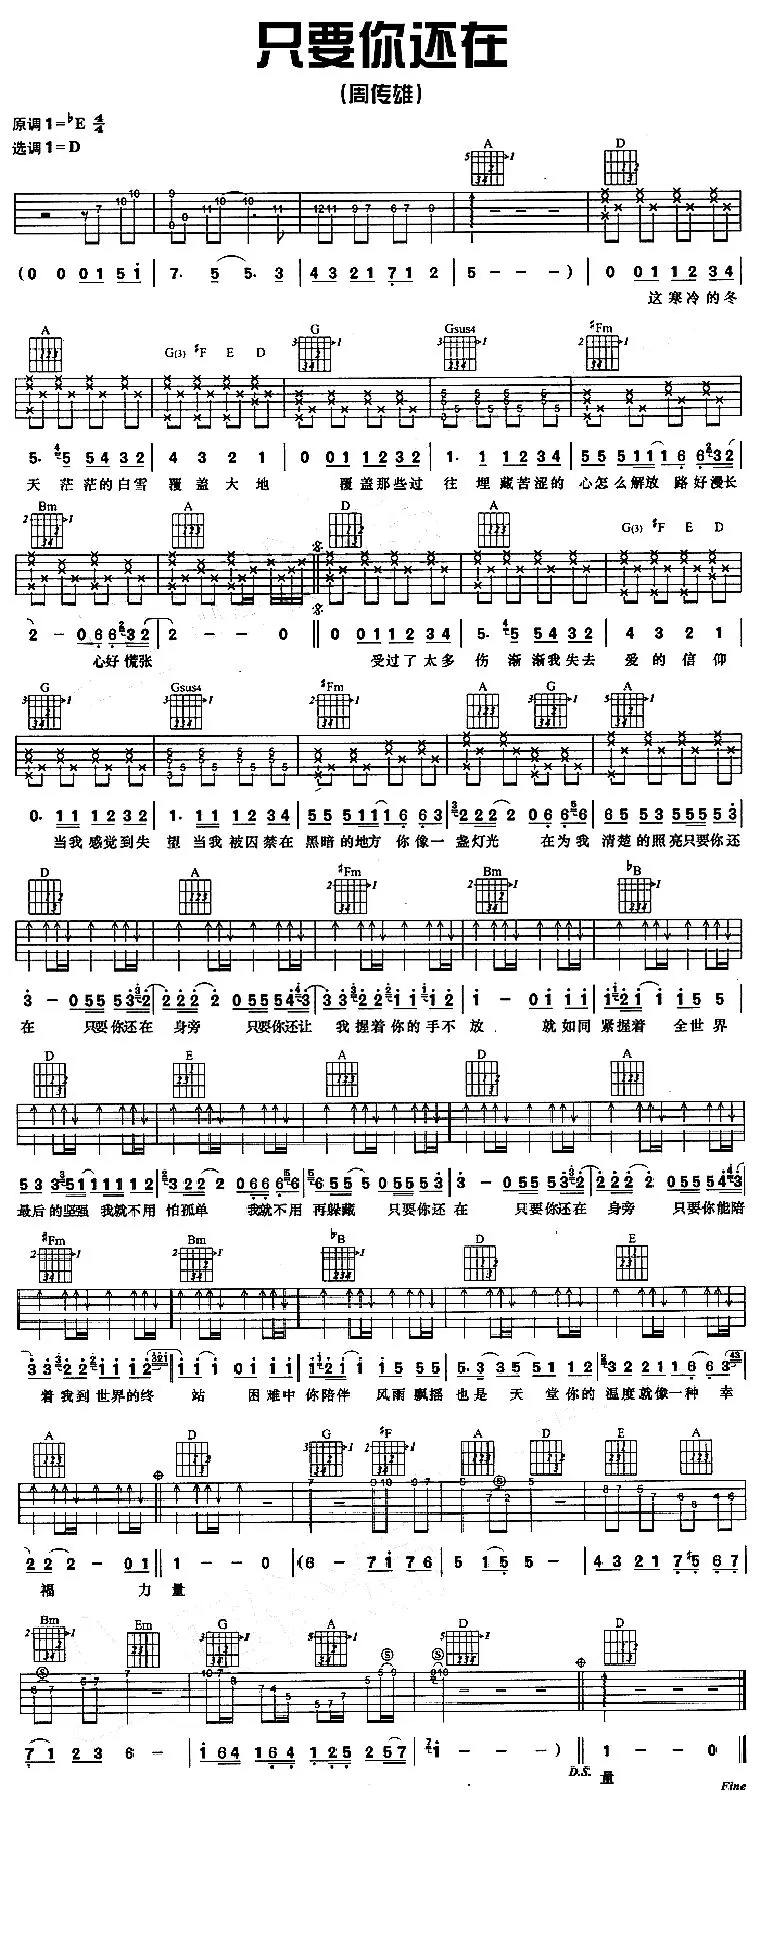 只要你还在
(周传雄)
原调 1=♭E 4/4
选调 1=D
A D
(0 0 0 1 5 i | 7. 5 5. 3 | 4 3 2 1 7 1 2 | 5 - - ) | 0 0 1 1 2 3 4
这寒冷的冬
A G(3) ♯F E D G Gsus4 ♯Fm
5. 5 5 4 3 2 | 4 3 2 1 | 0 0 1 1 2 3 2 | 1. 1 1 2 3 4 | 5 5 5 1 1 1 6 6 3 2
天 茫茫的白雪 覆盖大地 覆盖那些过 往 埋藏苦涩的 心怎么解放 路好漫长
Bm A D A G(3) ♯F E D
2 - 0 6 6 3 2 | 2 - - 0 || 0 0 1 1 2 3 4 | 5. 5 5 4 3 2 | 4 3 2 1
心好慌张 受过了太多 伤 渐渐我失去 爱的信仰
G Gsus4 ♯Fm A G A
0. 1 1 1 2 3 2 | 1. 1 1 1 2 3 4 | 5 5 5 1 1 1 6 6 3 | 2 2 2 2 0 6 6 6 | 6 5 5 3 5 5 5 5 3
当我感觉到失 望 当我被囚禁在 黑暗的地方 你像一 盏灯光 在为我 清楚的照亮只要你还
D A ♯Fm Bm ♭B
3 - 0 5 5 5 3 2 | 2 2 2 2 0 5 5 5 4 3 | 3 3 2 2 1 1 1 2 | 1 - 0 1 1 1 | 1 2 1 1 1 5 5
在 只要你还在 身旁 只要你还让 我握着你的手不 放 就如同 紧握着 全世界
D E A D A
5 3 3 5 1 1 1 1 1 2 | 3 2 2 2 0 6 6 6 6 | 5 5 5 0 5 5 5 3 | 3 - 0 5 5 5 3 2 | 2 2 2 2 0 5 5 5 4 3
最后的坚强 我就不用 怕孤单 我就不用 再躲藏 只要你还 在 只要你还在 身旁 只要你能陪
♯Fm Bm ♭B D E
3 3 2 2 1 1 1 2 | 1 1 0 1 1 1 | 1 2 1 1 1 5 5 5 | 5. 3 3 5 5 1 1 2 | 3 2 2 1 1 6 6 3
着我到世界的终 站 困难中 你陪伴 风雨飘摇 也是 天堂你的 温度就像一种 幸
A D G ♯F A D E A
2 2 2 - 0 1 || 1 - - 0 | (6 - 7 1 7 6 | 5 1 5 5 - | 4 3 2 1 7 ♯5 6 7
福 力量
Bm Em G A D D
7 1 2 3 6 - | i 6 4 1 6 4 1 2 5 2 5 7 | i - - ) || 1 - 0 ||
D.S. 量
Fine